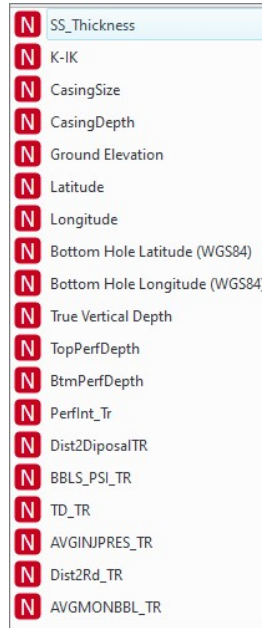 N SS_Thickness
N K-IK
N CasingSize
N CasingDepth
N Ground Elevation
N Latitude
N Longitude
N Bottom Hole Latitude (WGS84)
N Bottom Hole Longitude (WGS84)
N True Vertical Depth
N TopPerfDepth
N BtmPerfDepth
N PerfInt_Tr
N Dist2DiposalTR
N BBLS_PSI_TR
N TD_TR
N AVGINJPRES_TR
N Dist2Rd_TR
N AVGMONBBL_TR